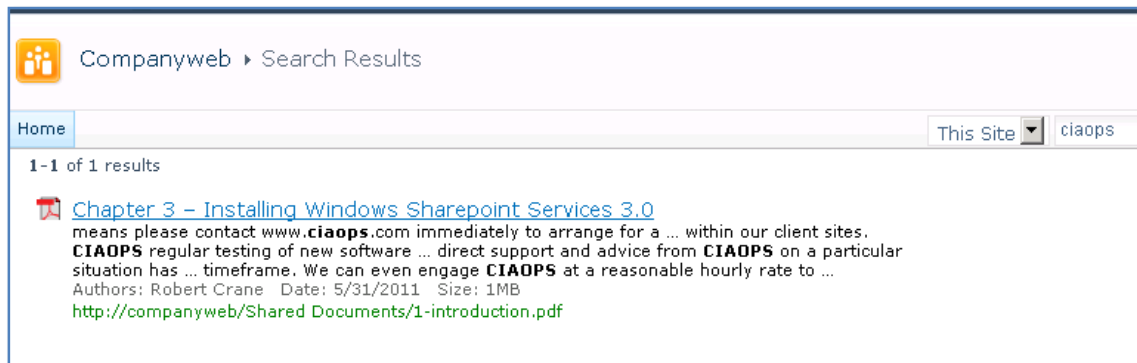 Companyweb ▸ Search Results
Home
This Site
ciaops
1-1 of 1 results
Chapter 3 – Installing Windows Sharepoint Services 3.0
means please contact www.ciaops.com immediately to arrange for a ... within our client sites.
CIAOPS regular testing of new software ... direct support and advice from CIAOPS on a particular
situation has ... timeframe. We can even engage CIAOPS at a reasonable hourly rate to ...
Authors: Robert Crane Date: 5/31/2011 Size: 1MB
http://companyweb/Shared Documents/1-introduction.pdf